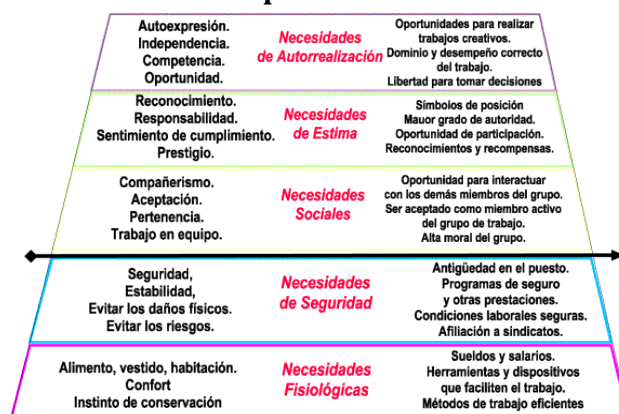 Autoexpresión.
Independencia.
Competencia.
Oportunidad.
Necesidades
de Autorrealización
Oportunidades para realizar
trabajos creativos.
Dominio y desempeño correcto
del trabajo.
Libertad para tomar decisiones
Reconocimiento.
Responsabilidad.
Sentimiento de cumplimiento.
Prestigio.
Necesidades
de Estima
Símbolos de posición
Mauor grado de autoridad.
Oportunidad de participación.
Reconocimientos y recompensas.
Compañerismo.
Aceptación.
Pertenencia.
Trabajo en equipo.
Necesidades
Sociales
Oportunidad para interactuar
con los demás miembros del grupo.
Ser aceptado como miembro activo
del grupo de trabajo.
Alta moral del grupo.
Seguridad,
Estabilidad,
Evitar los daños físicos.
Evitar los riesgos.
Necesidades
de Seguridad
Antigüedad en el puesto.
Programas de seguro
y otras prestaciones.
Condiciones laborales seguras.
Afiliación a sindicatos.
Alimento, vestido, habitación.
Confort
Instinto de conservación
Necesidades
Fisiológicas
Sueldos y salarios.
Herramientas y dispositivos
que faciliten el trabajo.
Métodos de trabajo eficientes